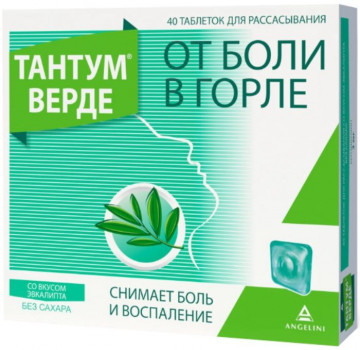 40 ТАБЛЕТОК ДЛЯ РАССАСЫВАНИЯ
ТАНТУМ®
ВЕРДЕ
ОТ БОЛИ
В ГОРЛЕ
СО ВКУСОМ
ЭВКАЛИПТА
БЕЗ САХАРА
СНИМАЕТ БОЛЬ
И ВОСПАЛЕНИЕ
ANGELINI